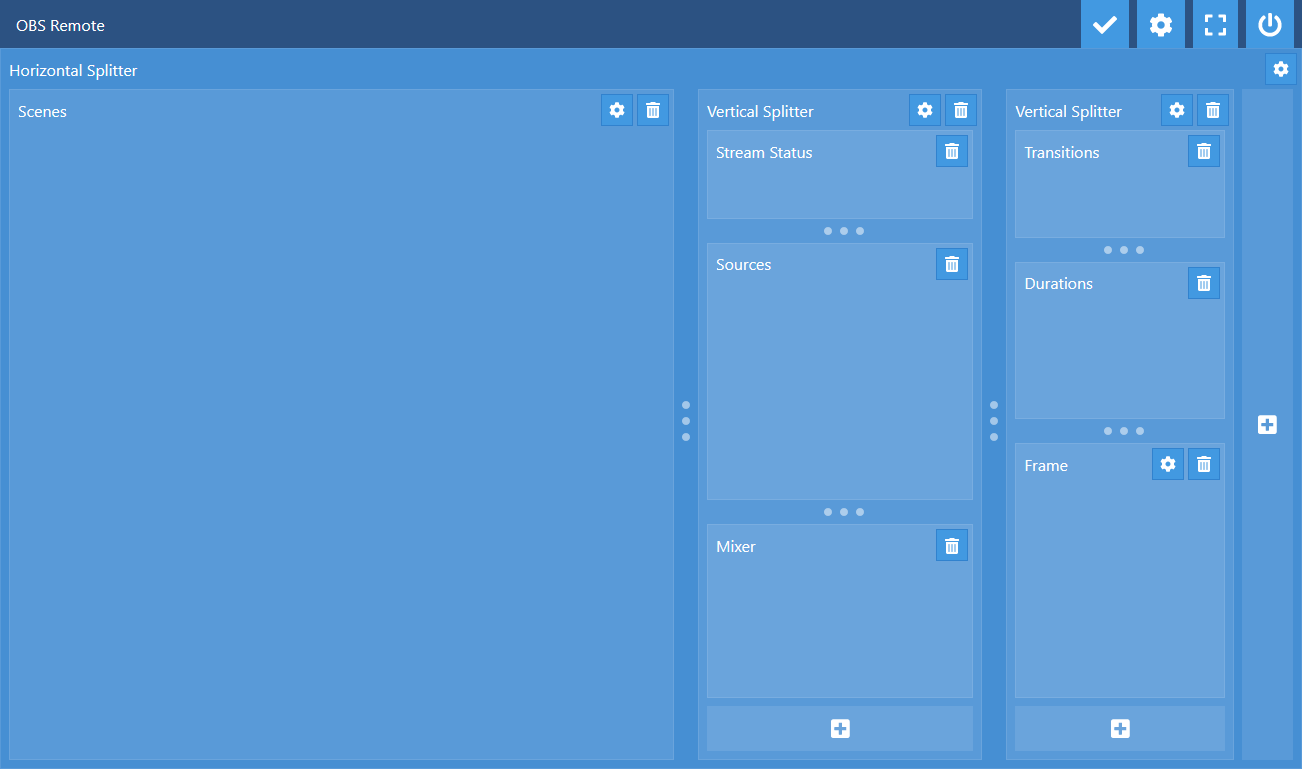 OBS Remote
Horizontal Splitter
Scenes
Vertical Splitter
Stream Status
Sources
Mixer
Vertical Splitter
Transitions
Durations
Frame